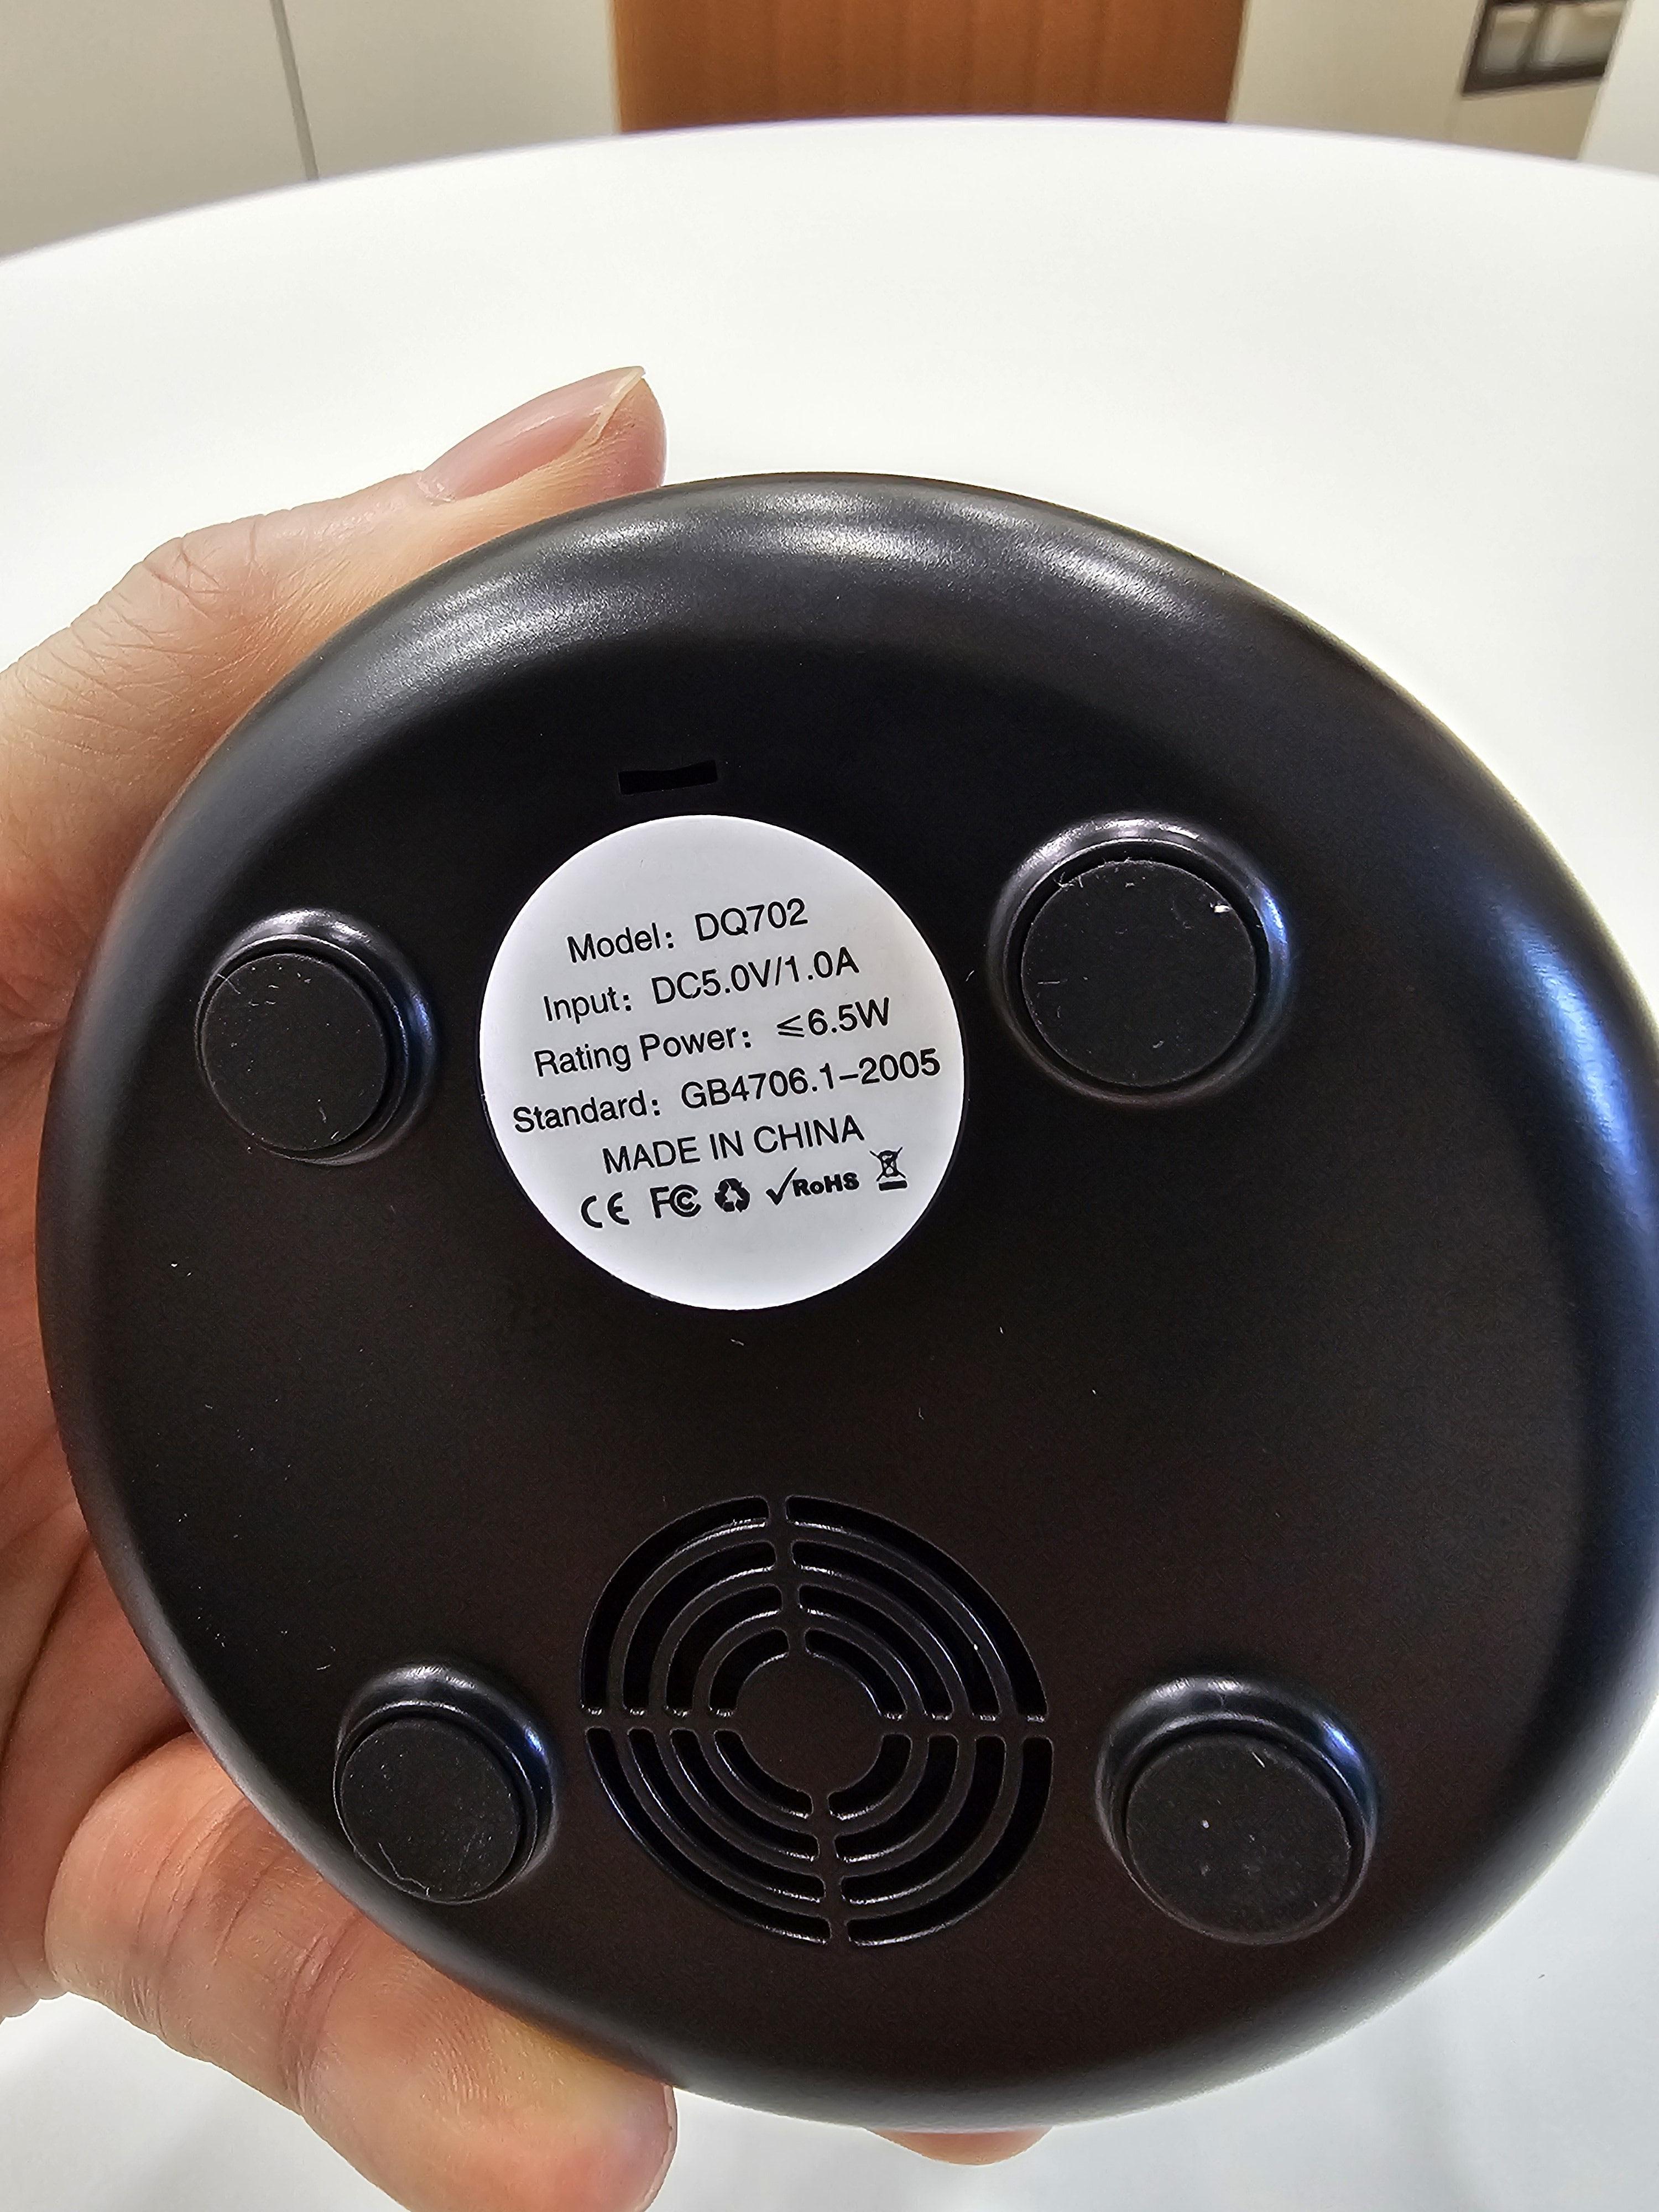 Model: DQ702
Input: DC5.0V/1.0A
Rating Power: ≤6.5W
Standard: GB4706.1-2005
MADE IN CHINA
CE FC RoHS